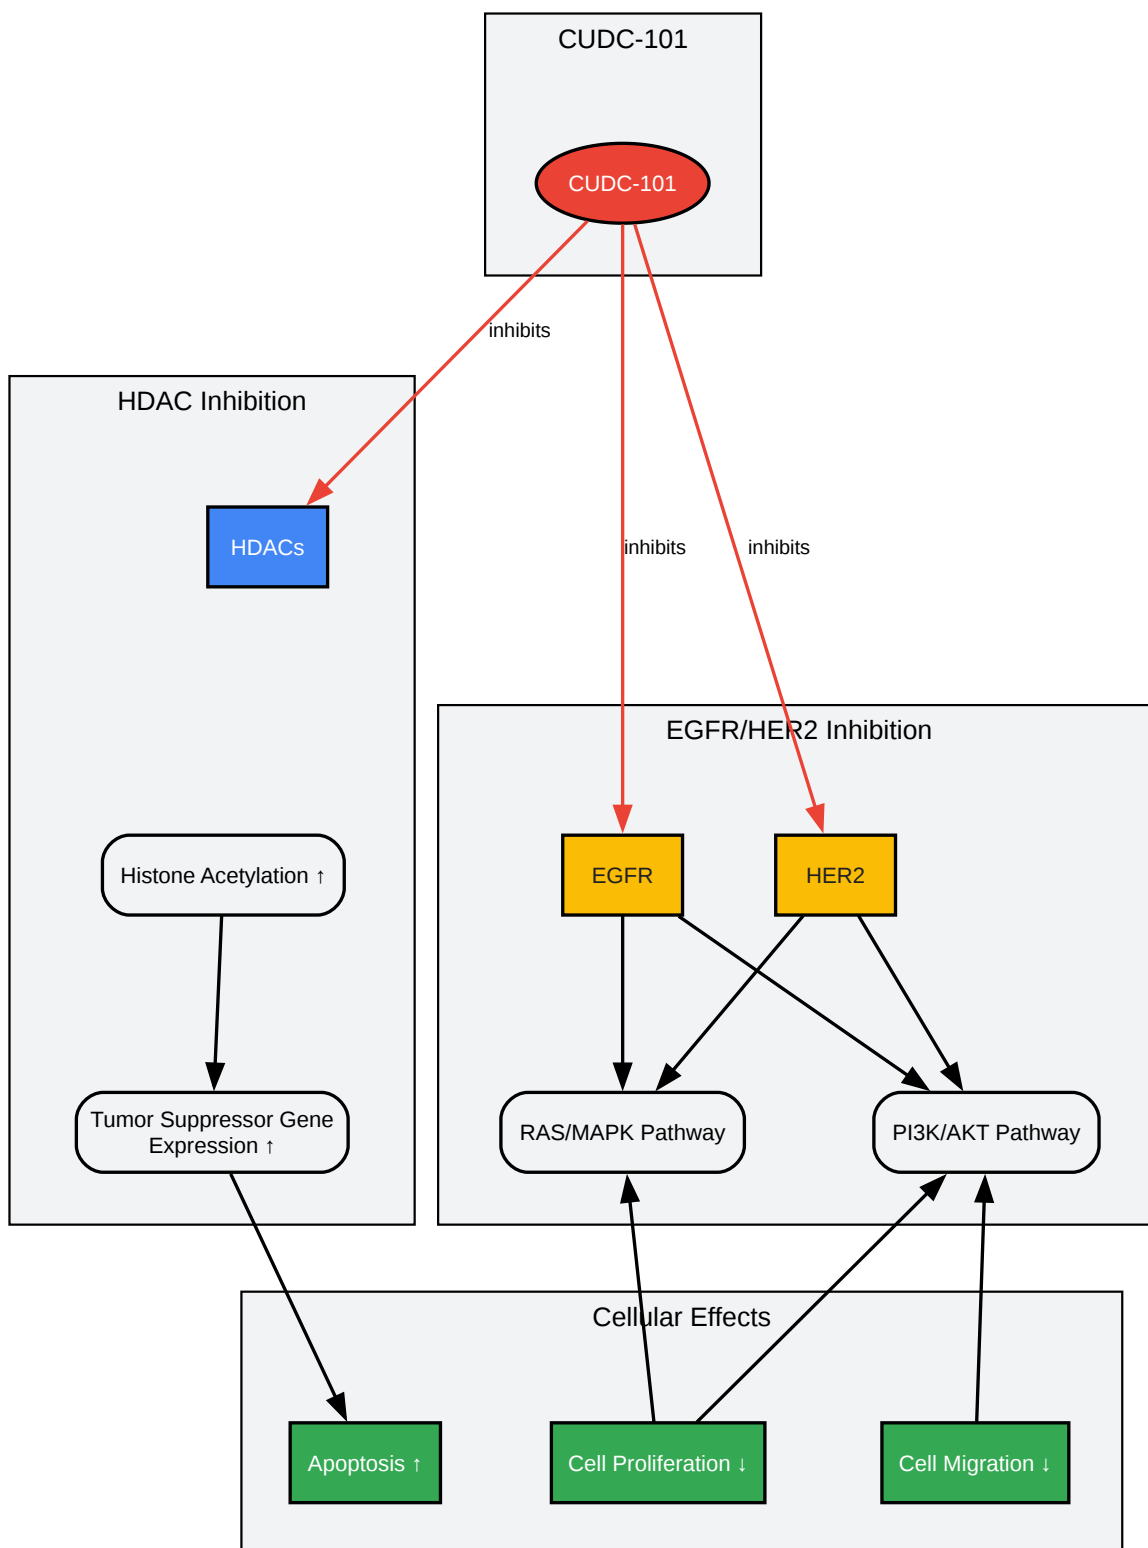 CUDC-101
CUDC-101
inhibits
HDAC Inhibition
HDACs
inhibits
inhibits
EGFR/HER2 Inhibition
Histone Acetylation ↑
EGFR
HER2
Tumor Suppressor Gene
Expression ↑
RAS/MAPK Pathway
PI3K/AKT Pathway
Cellular Effects
Apoptosis ↑
Cell Proliferation ↓
Cell Migration ↓